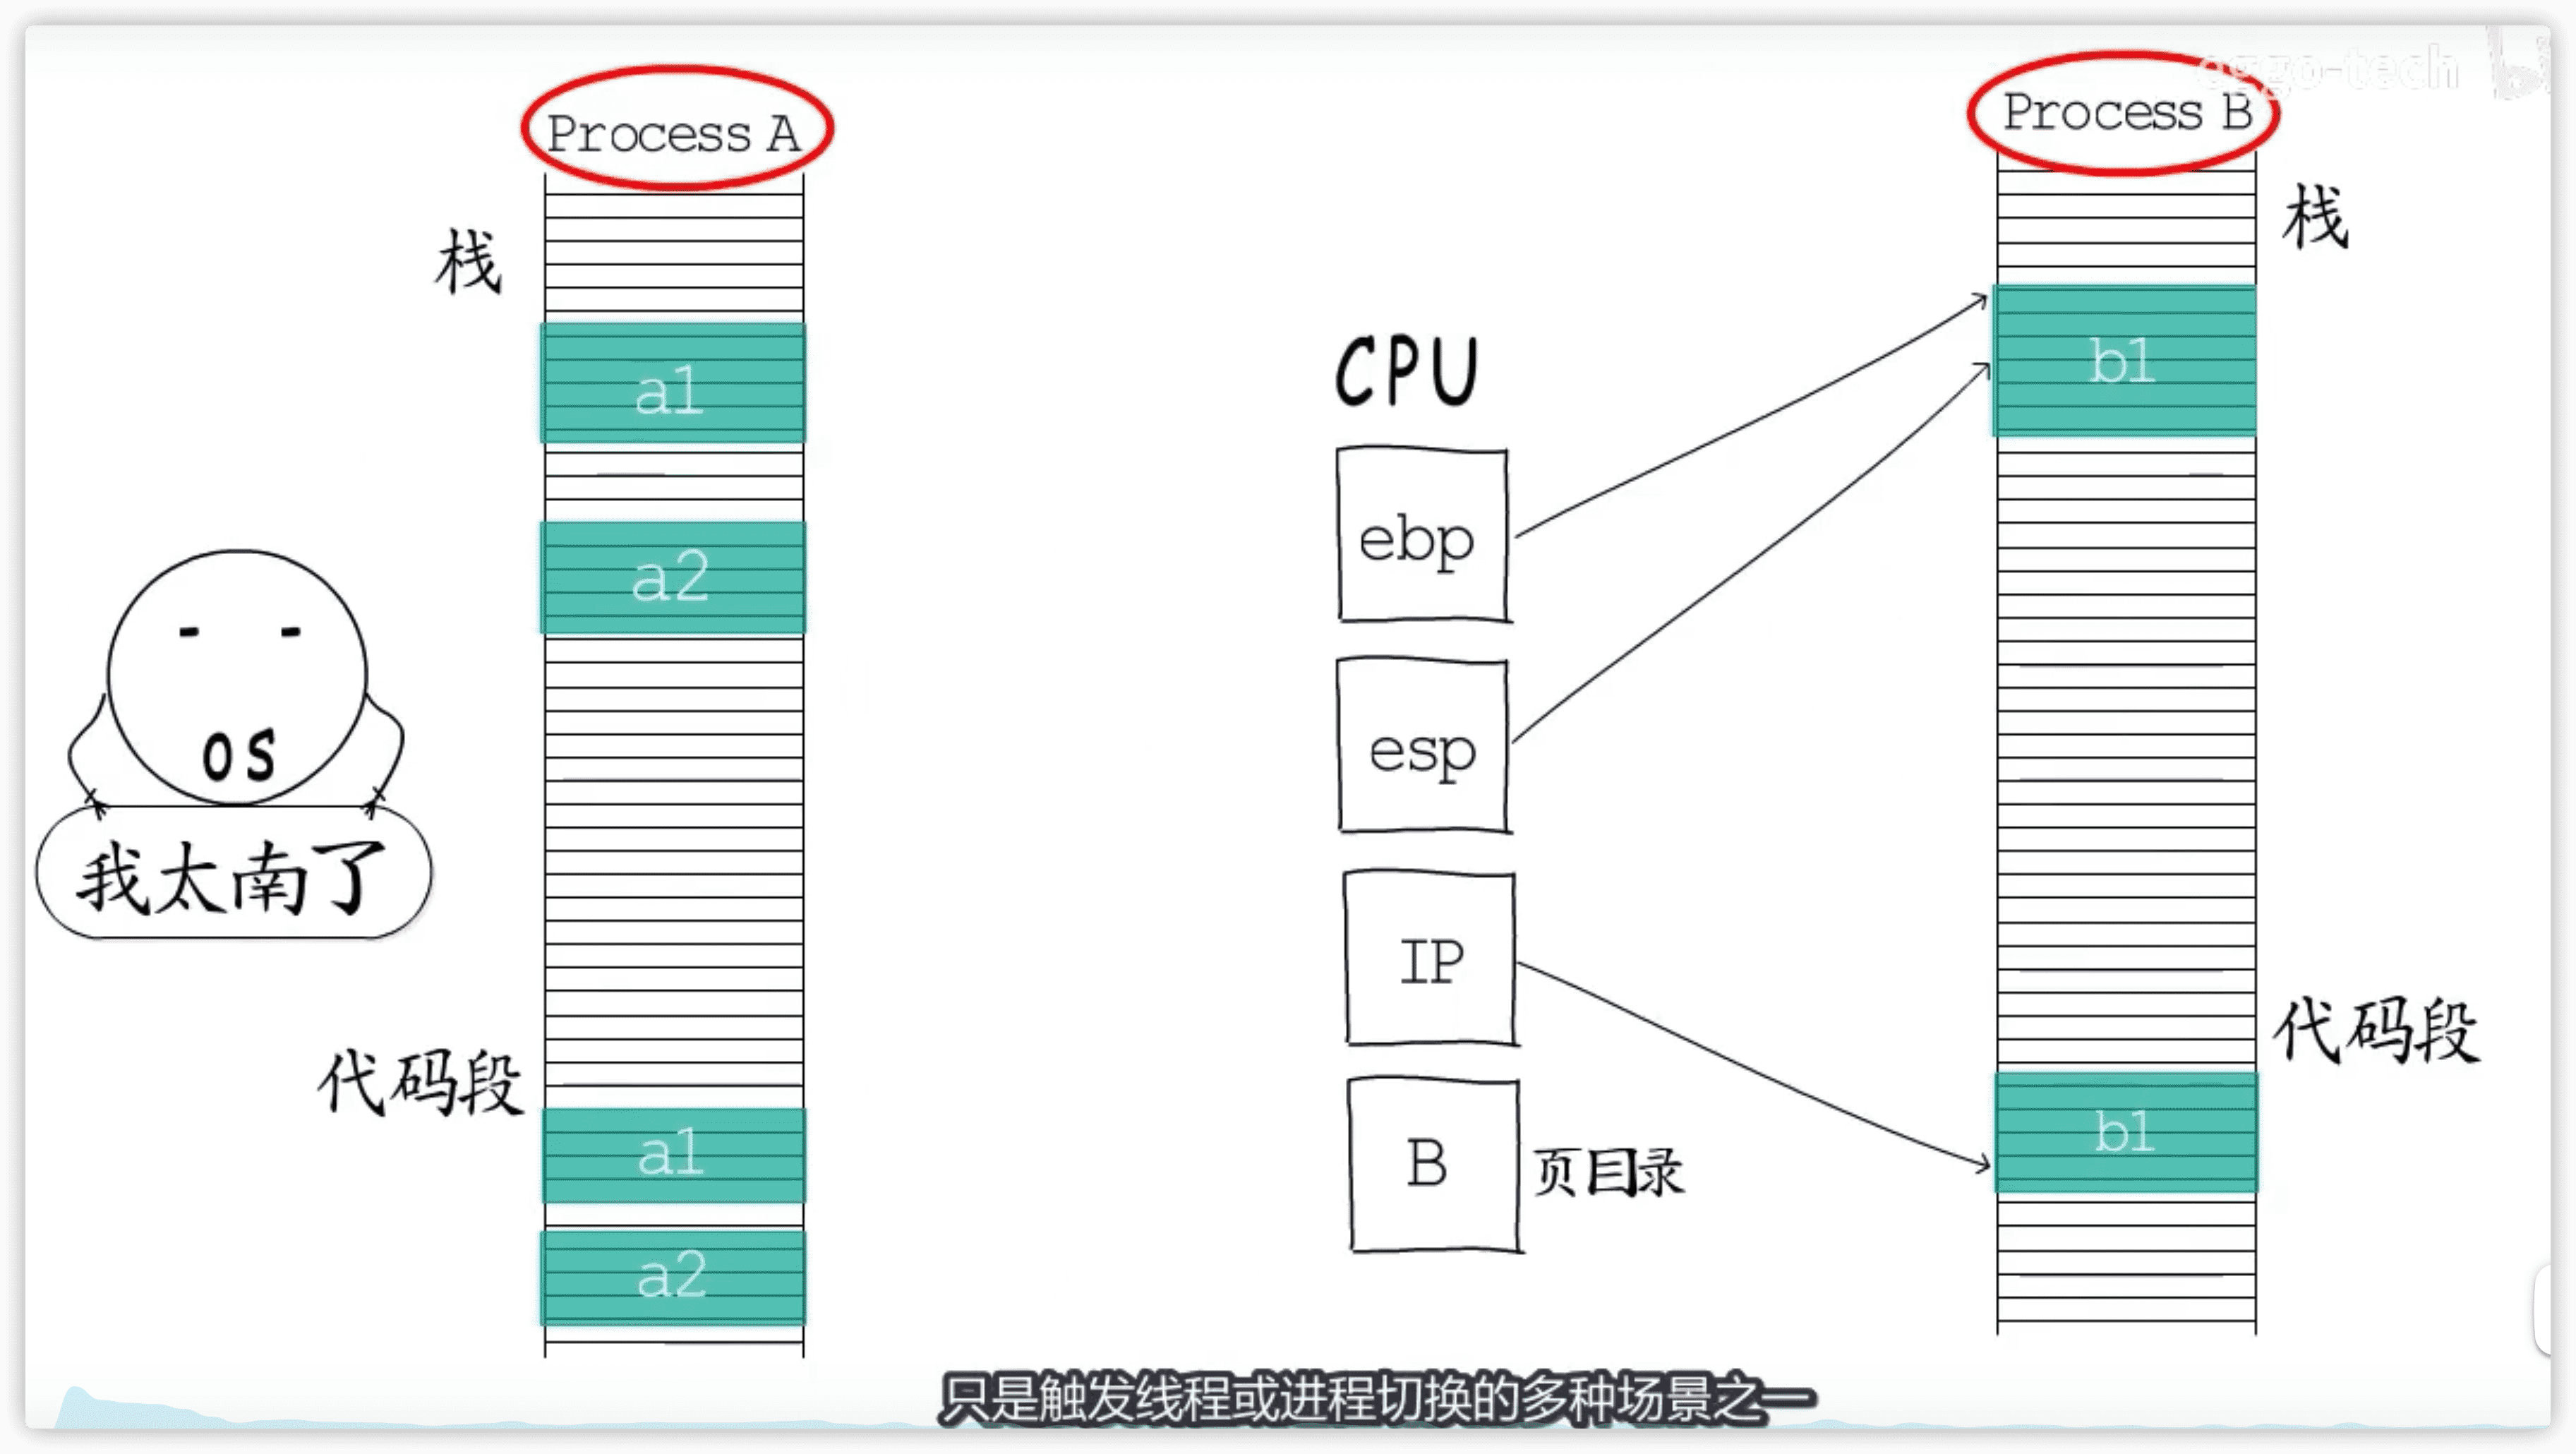 Process A
Process B
栈
栈
a1
b1
CPU
a2
ebp
OS
esp
我太南了
IP
代码段
代码段
a1
b1
B
页目录
a2
只是触发线程或进程切换的多种场景之一